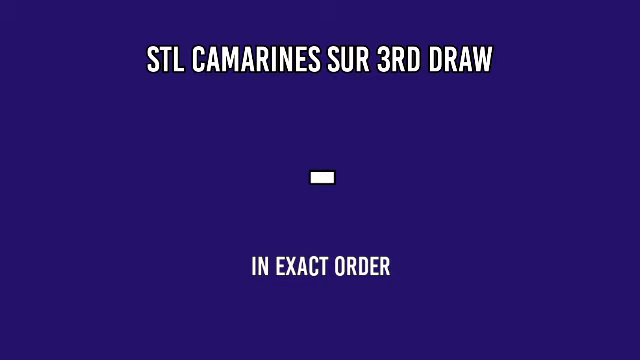 STL CAMARINES SUR 3RD DRAW
-
IN EXACT ORDER